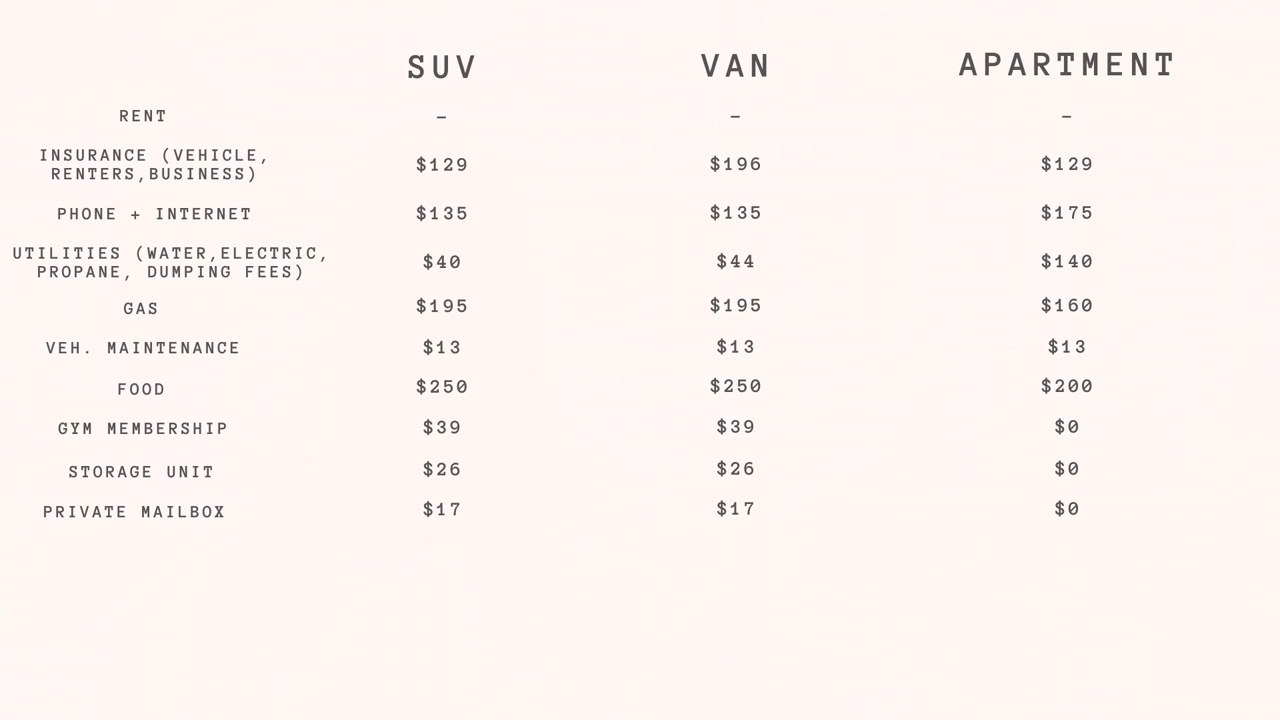 SUV VAN APARTMENT
RENT – – –
INSURANCE (VEHICLE,
RENTERS,BUSINESS) $129 $196 $129
PHONE + INTERNET $135 $135 $175
UTILITIES (WATER,ELECTRIC,
PROPANE, DUMPING FEES) $40 $44 $140
GAS $195 $195 $160
VEH. MAINTENANCE $13 $13 $13
FOOD $250 $250 $200
GYM MEMBERSHIP $39 $39 $0
STORAGE UNIT $26 $26 $0
PRIVATE MAILBOX $17 $17 $0